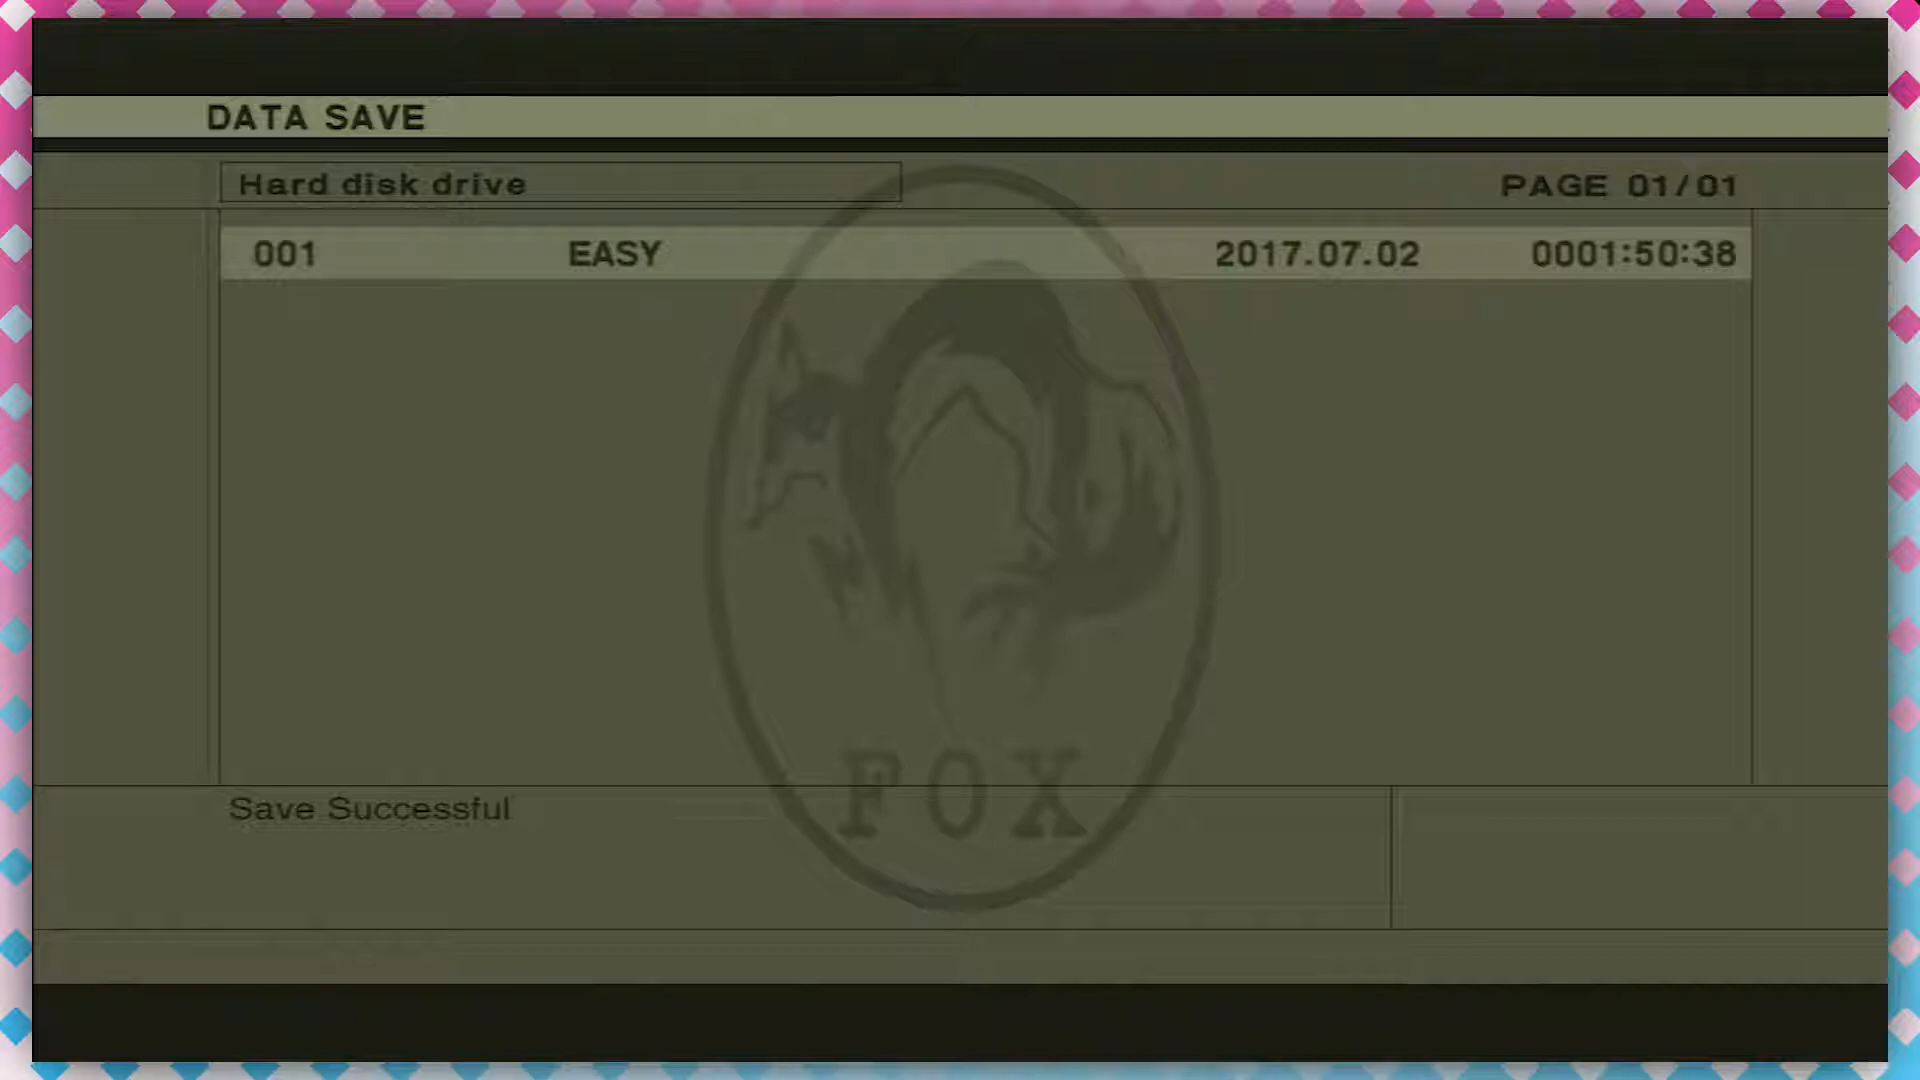 DATA SAVE
Hard disk drive PAGE 01/01
001 EASY 2017.07.02 0001:50:38
FOX
Save Successful